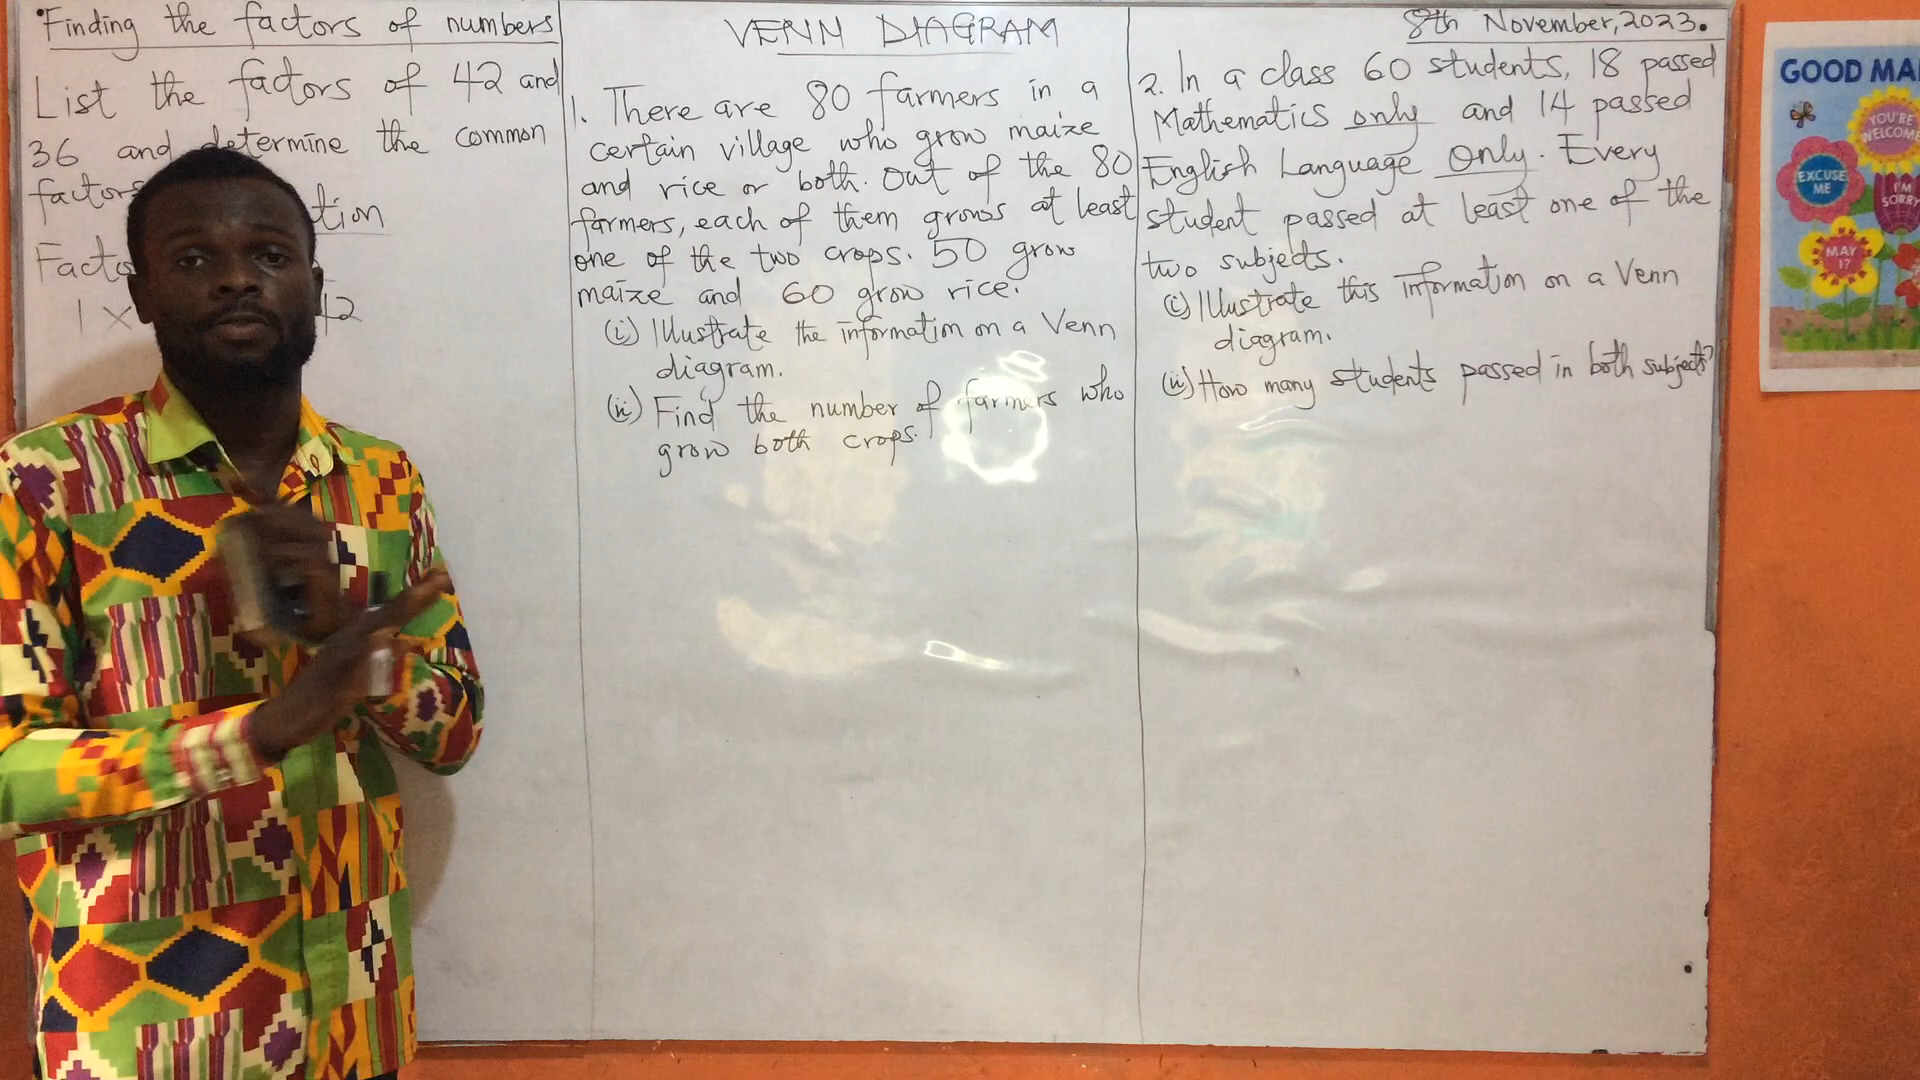 Finding the factors of numbers
List the factors of 42 and
36 and determine the common
factors
tion
Facto
1 × 42
VENN DIAGRAM
1. There are 80 farmers in a
certain village who grow maize
and rice or both. Out of the 80
farmers, each of them grows at least
one of the two crops. 50 grow
maize and 60 grow rice.
(i) Illustrate the information on a Venn
diagram.
(ii) Find the number of farmers who
grow both crops.
8th November, 2023.
2. In a class 60 students, 18 passed
Mathematics only and 14 passed
English Language Only. Every
student passed at least one of the
two subjects.
(i) Illustrate this information on a Venn
diagram.
(ii) How many students passed in both subjects?
GOOD MA
YOU'RE
WELCOME
EXCUSE
ME
I'M
SORRY
MAY
I?